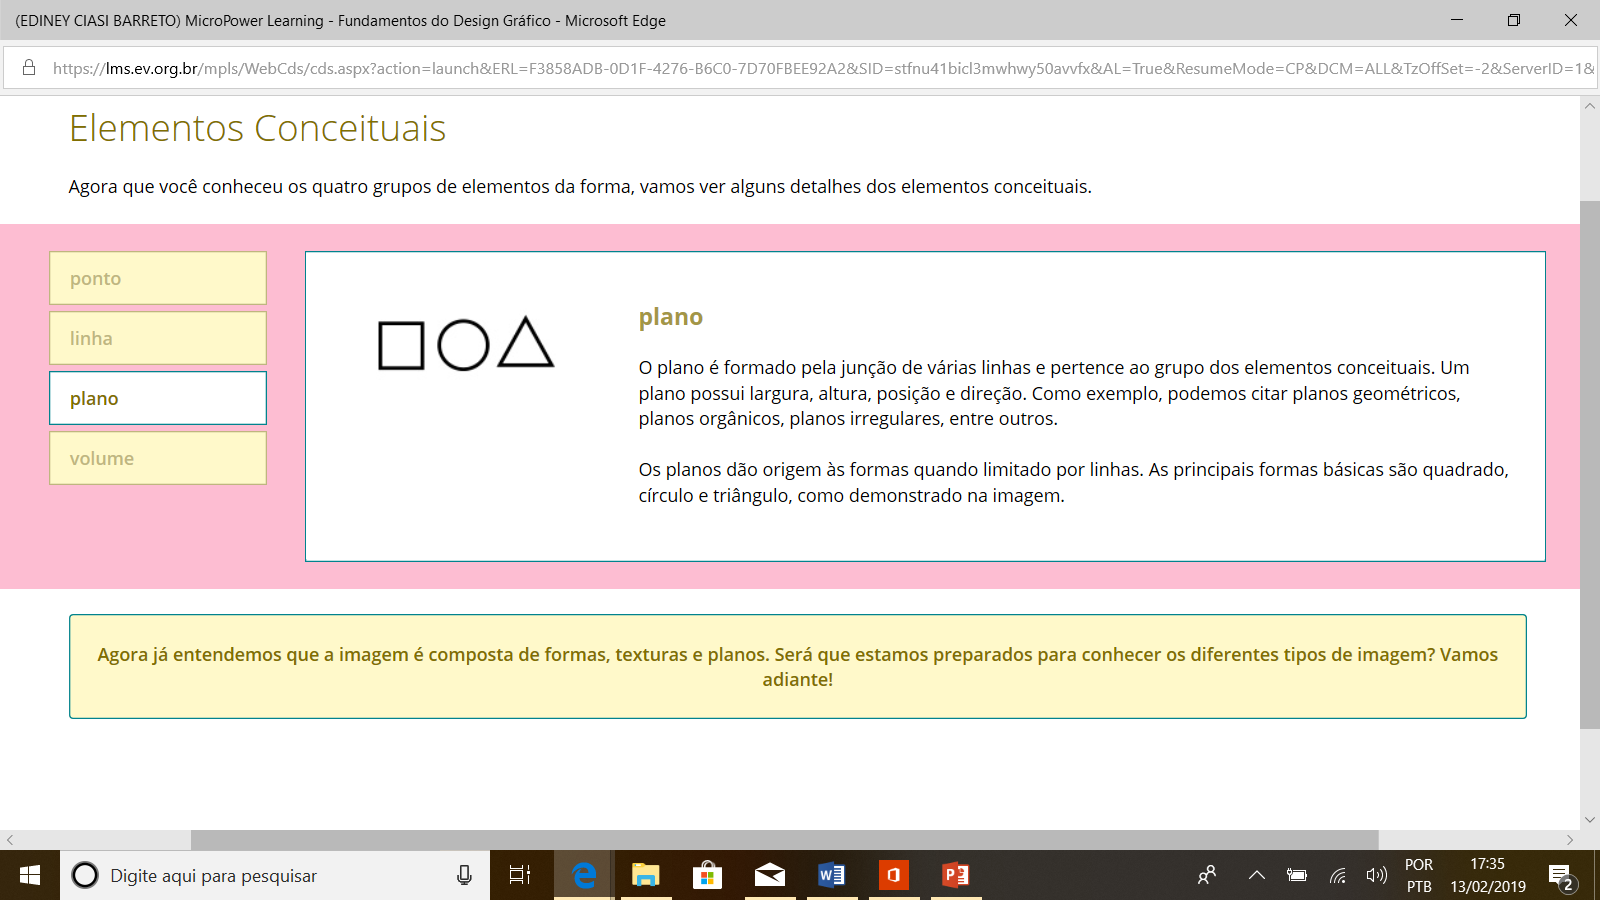 (EDINEY CIASI BARRETO) MicroPower Learning - Fundamentos do Design Gráfico - Microsoft Edge
https://lms.ev.org.br/mpls/WebCds/cds.aspx?action=launch&ERL=F3858ADB-0D1F-4276-B6C0-7D70FBEE92A2&SID=stfnu41bicl3mwhwy50avvfx&AL=True&ResumeMode=CP&DCM=ALL&TzOffSet=-2&ServerID=1&
Elementos Conceituais
Agora que você conheceu os quatro grupos de elementos da forma, vamos ver alguns detalhes dos elementos conceituais.
ponto
linha
plano
volume
plano
O plano é formado pela junção de várias linhas e pertence ao grupo dos elementos conceituais. Um
plano possui largura, altura, posição e direção. Como exemplo, podemos citar planos geométricos,
planos orgânicos, planos irregulares, entre outros.
Os planos dão origem às formas quando limitado por linhas. As principais formas básicas são quadrado,
círculo e triângulo, como demonstrado na imagem.
Agora já entendemos que a imagem é composta de formas, texturas e planos. Será que estamos preparados para conhecer os diferentes tipos de imagem? Vamos
adiante!
Digite aqui para pesquisar
POR
PTB
17:35
13/02/2019
2